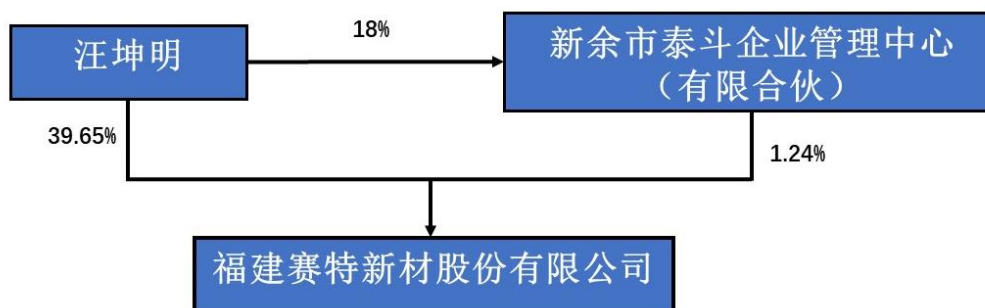 汪坤明
18%
新余市泰斗企业管理中心
（有限合伙）
39.65%
1.24%
福建赛特新材股份有限公司